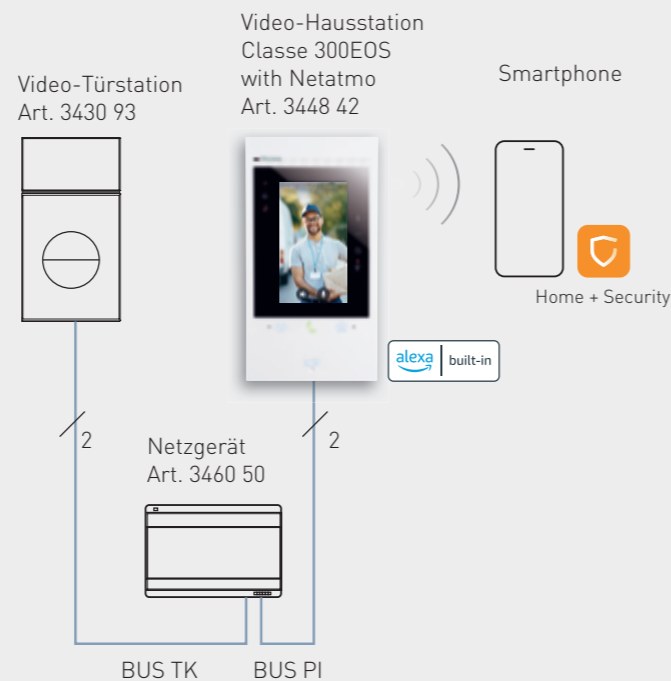 Video-Türstation
Art. 3430 93
Video-Hausstation
Classe 300EOS
with Netatmo
Art. 3448 42
Smartphone
Home + Security
alexa built-in
2
2
Netzgerät
Art. 3460 50
BUS TK
BUS PI